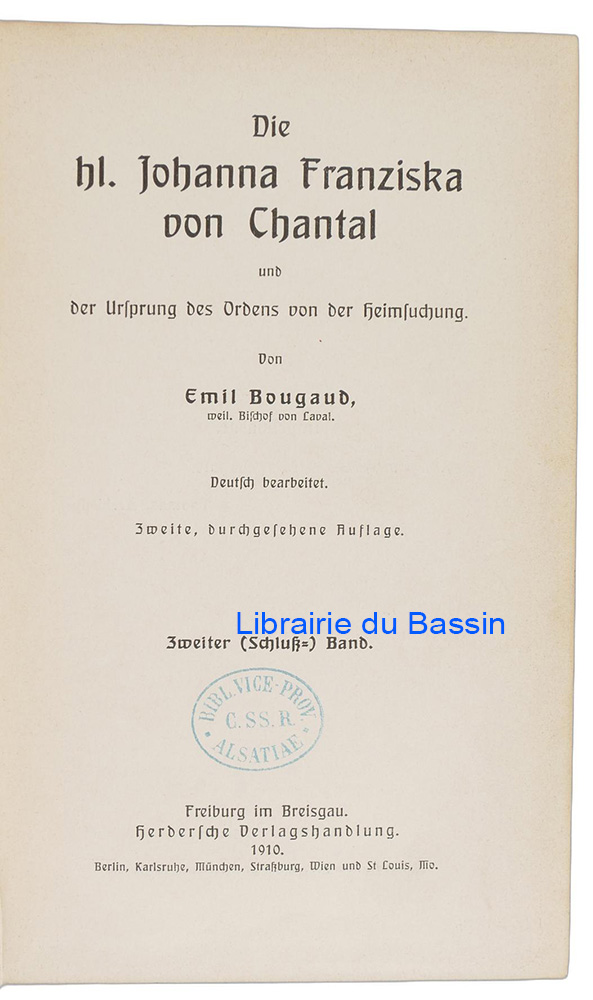 Die
hl. Johanna Franziska
von Chantal
und
der Urſprung des Ordens von der Heimſuchung.
Von
Emil Bougaud,
weil. Biſchof von Laval.
Deutſch bearbeitet.
Zweite, durchgeſehene Auflage.
Librairie du Bassin
Zweiter (Schluß=) Band.
BIBL. VICE-PROV.
C. SS. R.
ALSATIAE
Freiburg im Breisgau.
Herderſche Verlagshandlung.
1910.
Berlin, Karlsruhe, München, Straßburg, Wien und St Louis, Mo.